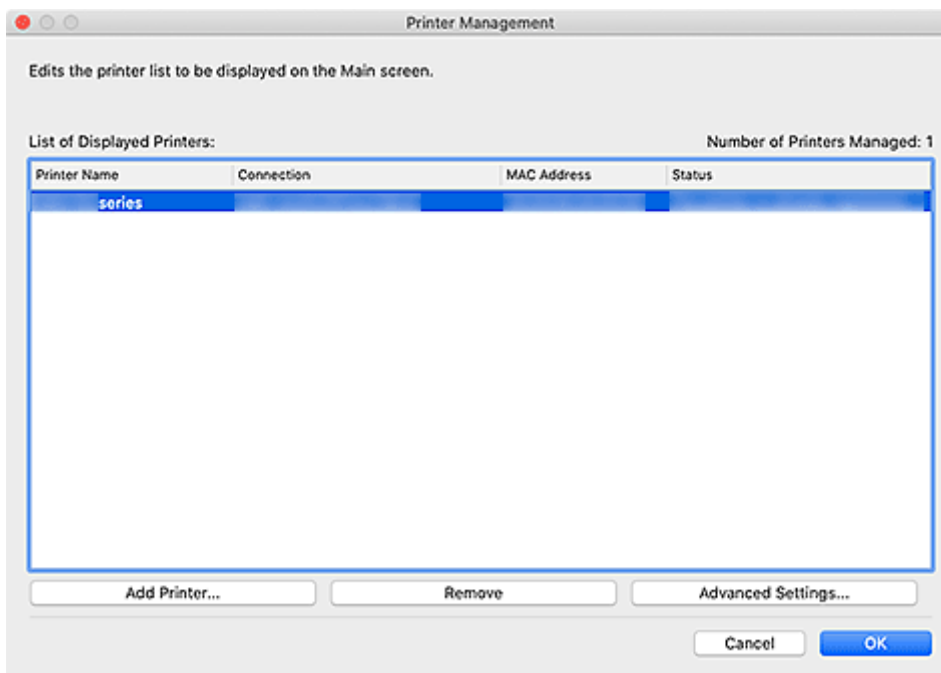 Printer Management
Edits the printer list to be displayed on the Main screen.
List of Displayed Printers: Number of Printers Managed: 1
Printer Name Connection MAC Address Status
series
Add Printer... Remove Advanced Settings...
Cancel OK